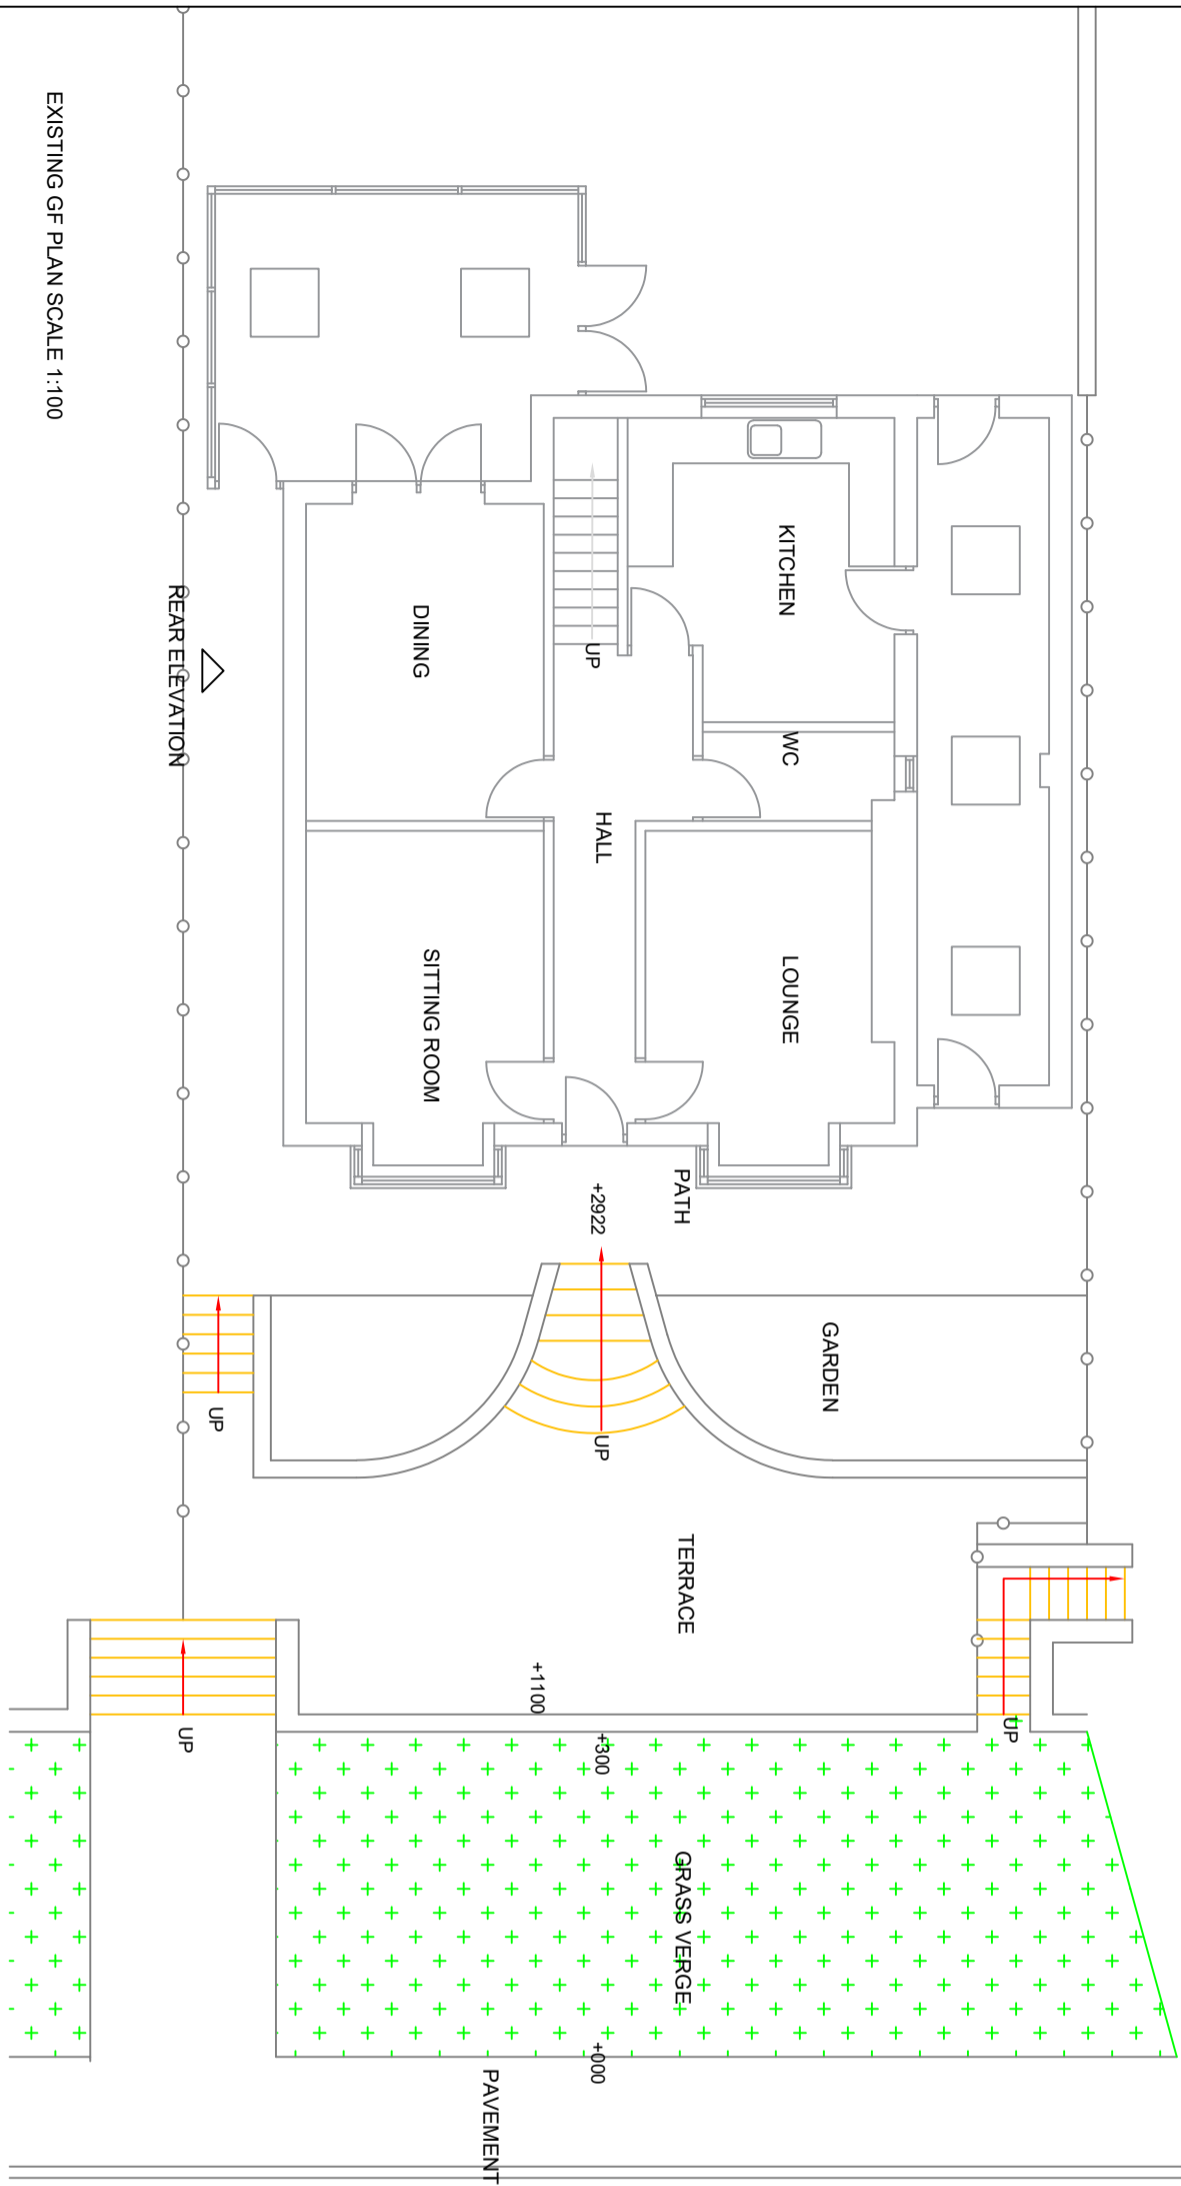 EXISTING GF PLAN SCALE 1:100
REAR ELEVATION
KITCHEN
DINING
UP
WC
HALL
LOUNGE
SITTING ROOM
PATH
+2922
GARDEN
UP
UP
TERRACE
+1100
UP
UP
+300
GRASS VERGE
+000
PAVEMENT